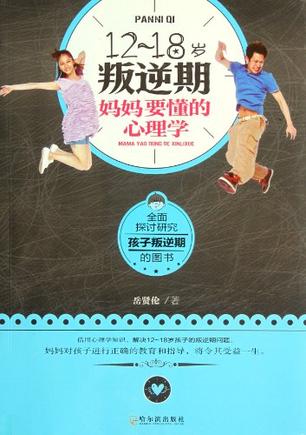 PANNI QI
12~18岁
叛逆期
妈妈要懂的
心理学
MAMA YAO DONG DE XINLIXUE
全面
探讨研究
孩子叛逆期
的图书
岳贤伦/著
借用心理学知识，解决12~18岁孩子的叛逆期问题。
妈妈对孩子进行正确的教育和指导，将令其受益一生。
哈尔滨出版社